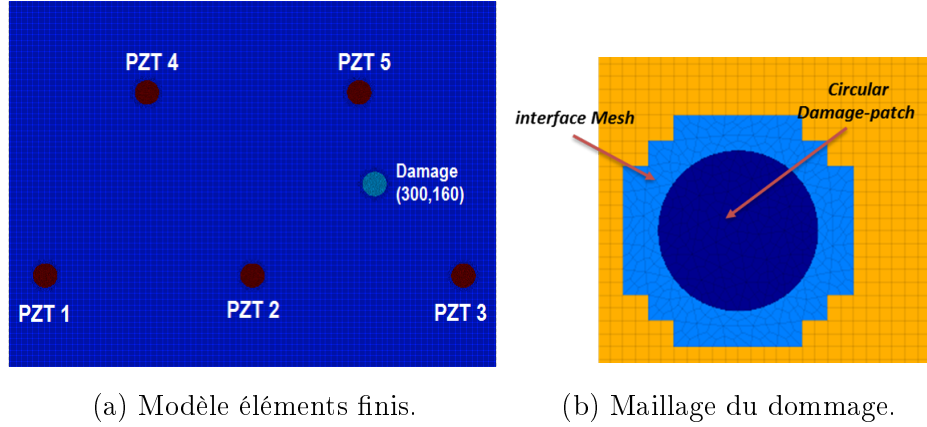 PZT 4
PZT 5
Damage
(300,160)
PZT 1
PZT 2
PZT 3
interface Mesh
Circular
Damage-patch
(a) Modèle éléments finis.
(b) Maillage du dommage.